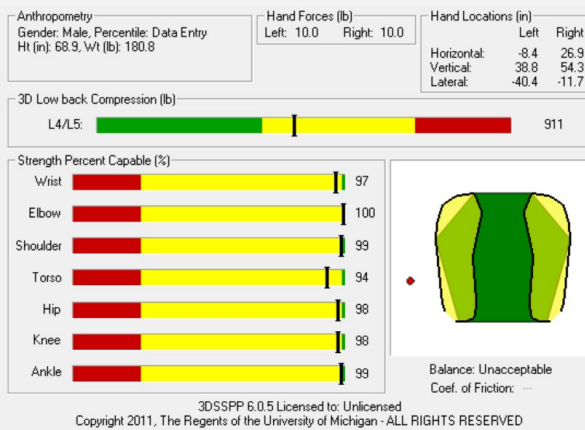 Anthropometry
Gender: Male, Percentile: Data Entry
Ht (in): 68.9, Wt (lb): 180.8
Hand Forces (lb)
Left: 10.0 Right: 10.0
Hand Locations (in)
Left Right
Horizontal: -8.4 26.9
Vertical: 38.8 54.3
Lateral: -40.4 -11.7
3D Low back Compression (lb)
L4/L5: 911
Strength Percent Capable (%)
Wrist 97
Elbow 100
Shoulder 99
Torso 94
Hip 98
Knee 98
Ankle 99
Balance: Unacceptable
Coef. of Friction: ---
3DSSPP 6.0.5 Licensed to: Unlicensed
Copyright 2011, The Regents of the University of Michigan - ALL RIGHTS RESERVED